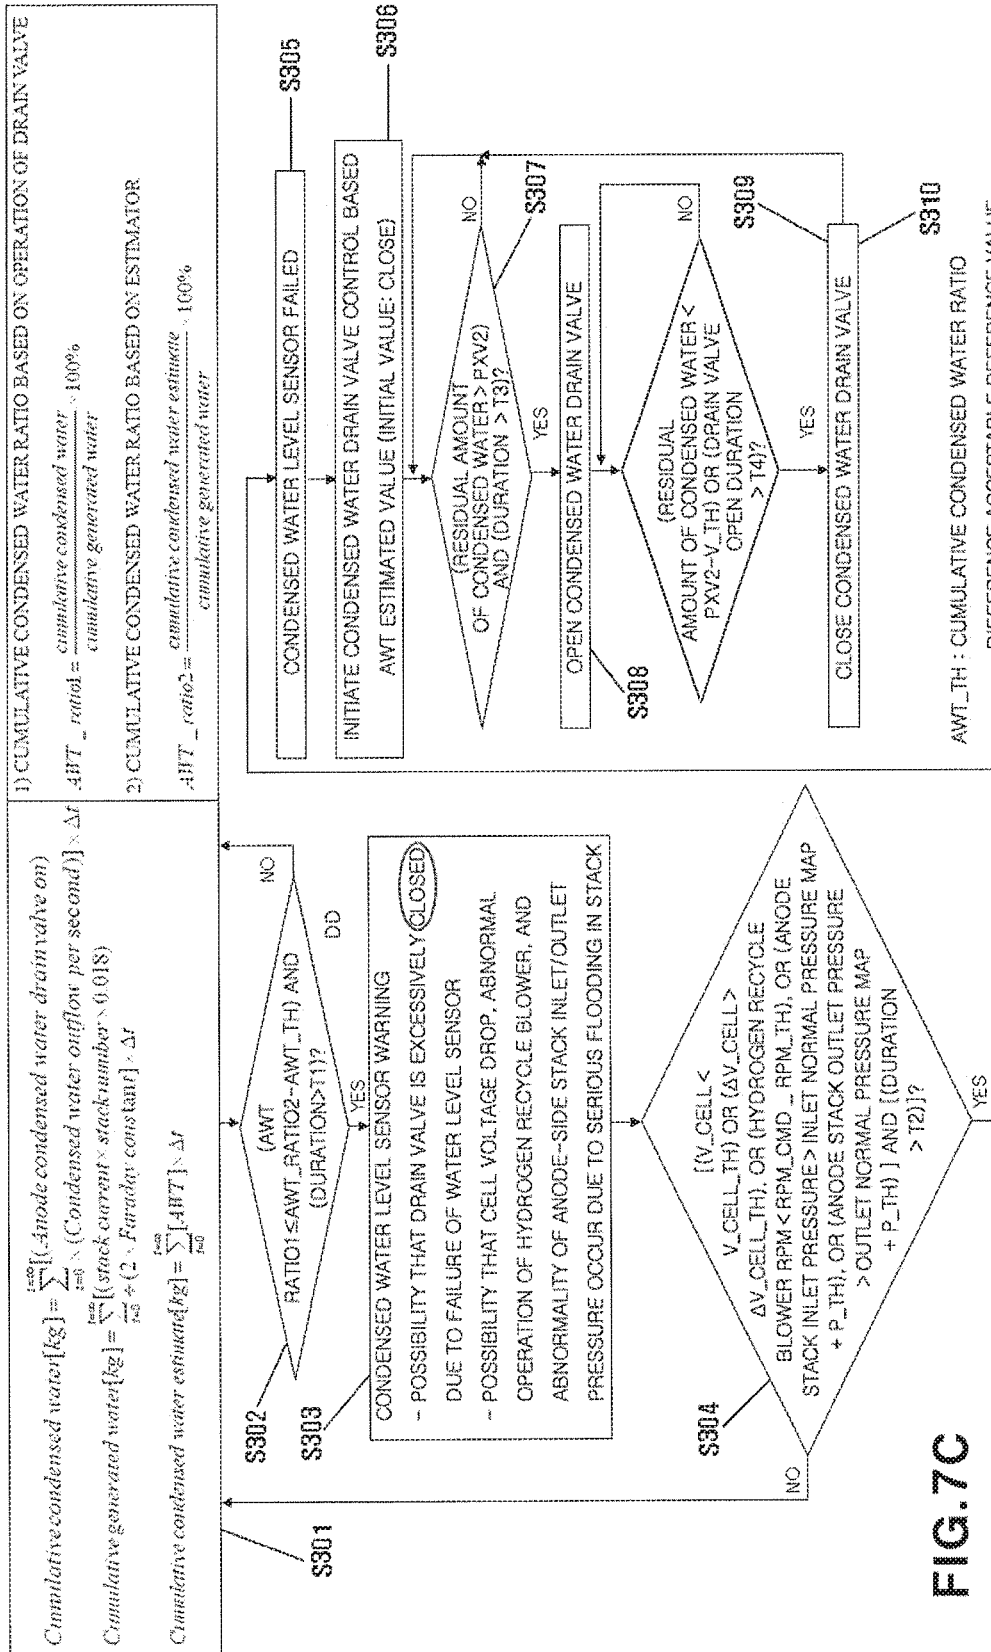 Cumulative condensed water[kg]= ∑[(Anode condensed water drain valve on)
t=∞
t=0 ×(Condensed water outflow per second)]×Δt
Cumulative generated water[kg]= ∑[(stack current×stack number×0.018)
t=∞
t=0 ÷(2×Faraday constant]×Δt
Cumulative condensed water estimate[kg]= ∑[AWT]×Δt
t=∞
t=0
1) CUMULATIVE CONDENSED WATER RATIO BASED ON OPERATION OF DRAIN VALVE
AWT_ratio1= cumulative condensed water
cumulative generated water ×100%
2) CUMULATIVE CONDENSED WATER RATIO BASED ON ESTIMATOR
AWT_ratio2= cumulative condensed water estimate
cumulative generated water ×100%
S301
S302
(AWT
RATIO1≤AWT_RATIO2-AWT_TH) AND
(DURATION>T1)?
NO
DD
YES
S303
CONDENSED WATER LEVEL SENSOR WARNING
- POSSIBILITY THAT DRAIN VALVE IS EXCESSIVELY CLOSED
DUE TO FAILURE OF WATER LEVEL SENSOR
- POSSIBILITY THAT CELL VOLTAGE DROP, ABNORMAL
OPERATION OF HYDROGEN RECYCLE BLOWER, AND
ABNORMALITY OF ANODE-SIDE STACK INLET/OUTLET
PRESSURE OCCUR DUE TO SERIOUS FLOODING IN STACK
S304
[(V_CELL <
V_CELL_TH) OR (ΔV_CELL >
ΔV_CELL_TH), OR (HYDROGEN RECYCLE
BLOWER RPM < RPM_CMD _ RPM_TH), OR (ANODE
STACK INLET PRESSURE > INLET NORMAL PRESSURE MAP
+ P_TH), OR (ANODE STACK OUTLET PRESSURE
> OUTLET NORMAL PRESSURE MAP
+ P_TH) ] AND [(DURATION
> T2)]?
NO
YES
CONDENSED WATER LEVEL SENSOR FAILED
S305
INITIATE CONDENSED WATER DRAIN VALVE CONTROL BASED
AWT ESTIMATED VALUE (INITIAL VALUE: CLOSE)
S306
(RESIDUAL AMOUNT
OF CONDENSED WATER > PXV2)
AND (DURATION > T3)?
NO
S307
YES
OPEN CONDENSED WATER DRAIN VALVE
S308
(RESIDUAL
AMOUNT OF CONDENSED WATER <
PXV2-V_TH) OR (DRAIN VALVE
OPEN DURATION
> T4)?
NO
S309
YES
CLOSE CONDENSED WATER DRAIN VALVE
S310
AWT_TH : CUMULATIVE CONDENSED WATER RATIO
DIFFERENCE ACCEPTABLE REFERENCE VALUE
FIG. 7C